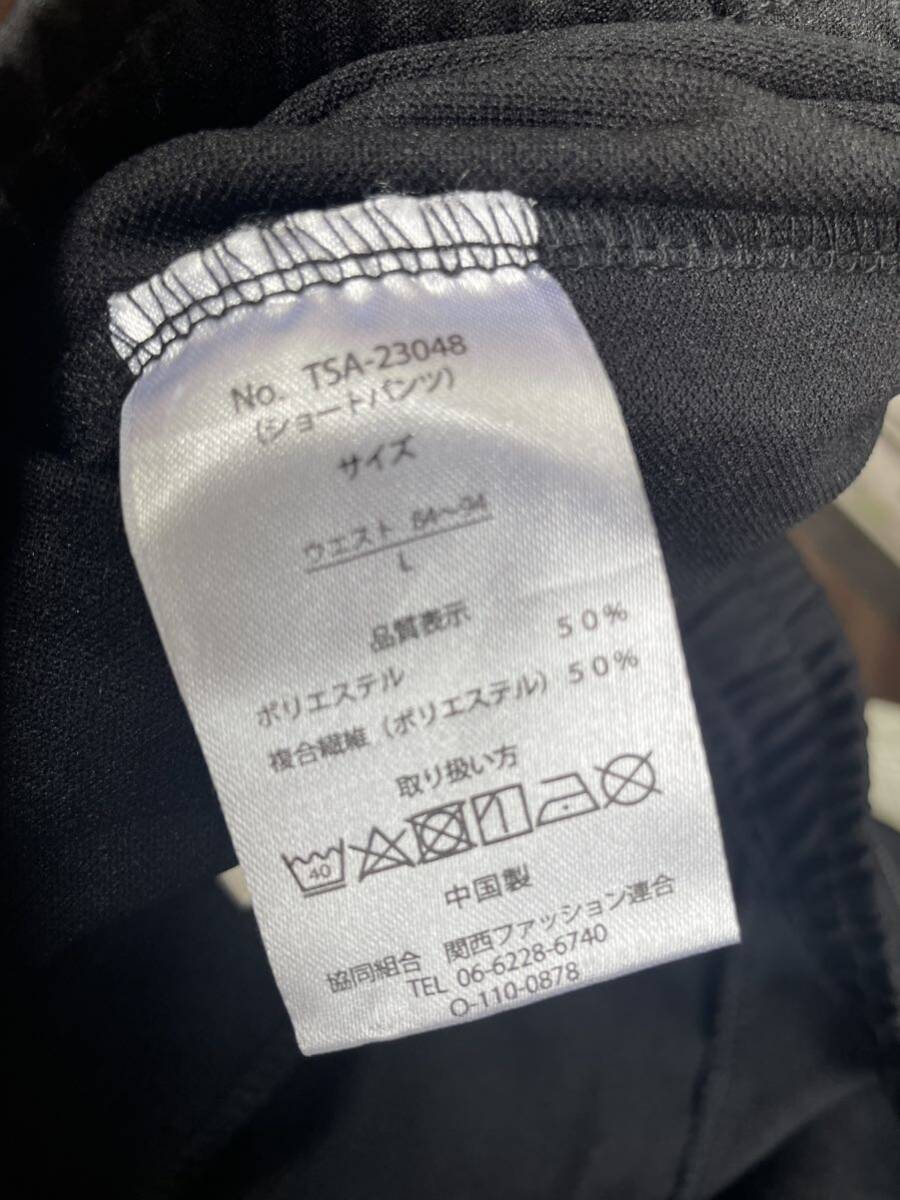 No. TSA-23048
(ショートパンツ)
サイズ
ウエスト 84～94
L
品質表示
ポリエステル 50%
複合繊維 (ポリエステル) 50%
取り扱い方
40
中国製
協同組合 関西ファッション連合
TEL 06-6228-6740
O-110-0878